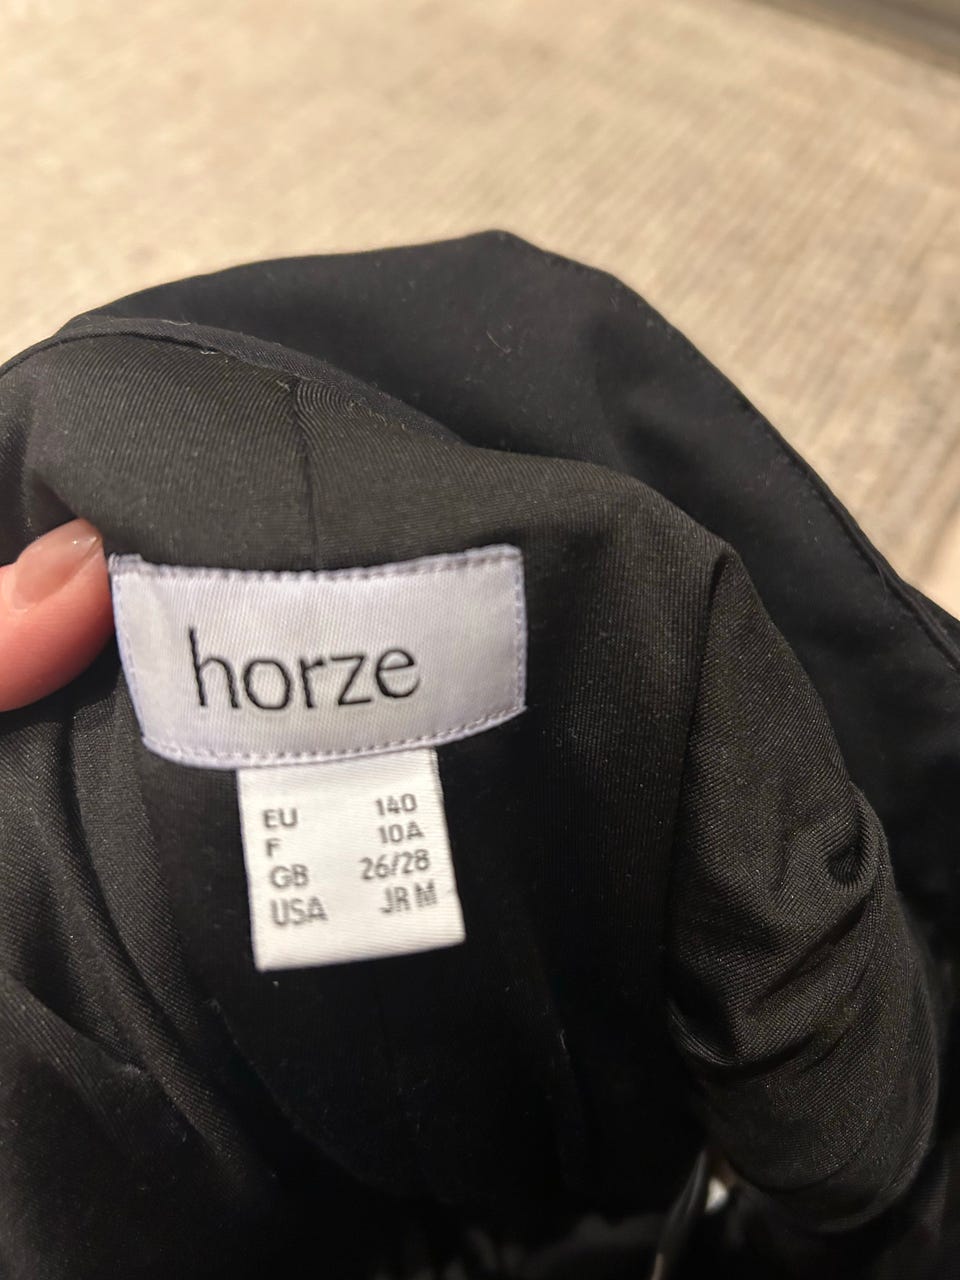 horze
EU 140
F 10A
GB 26/28
USA JR M